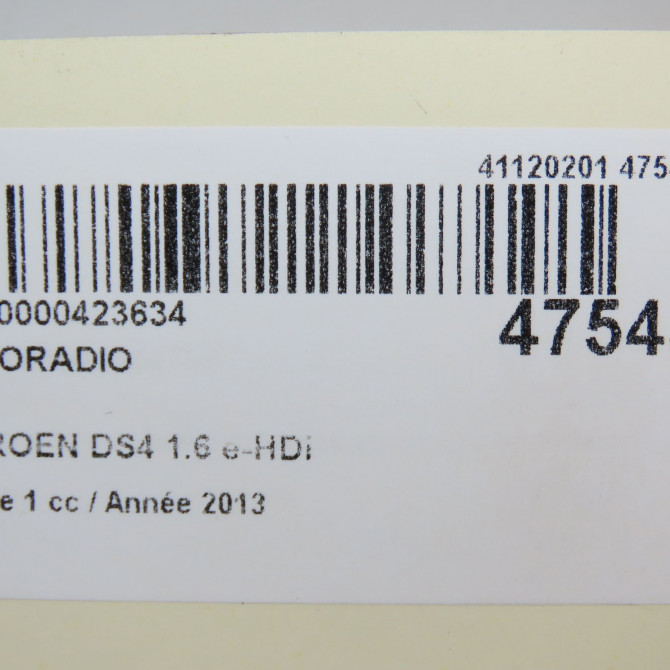 41120201 475
0000423634
4754
ORADIO
ROEN DS4 1.6 e-HDi
e 1 cc / Année 2013